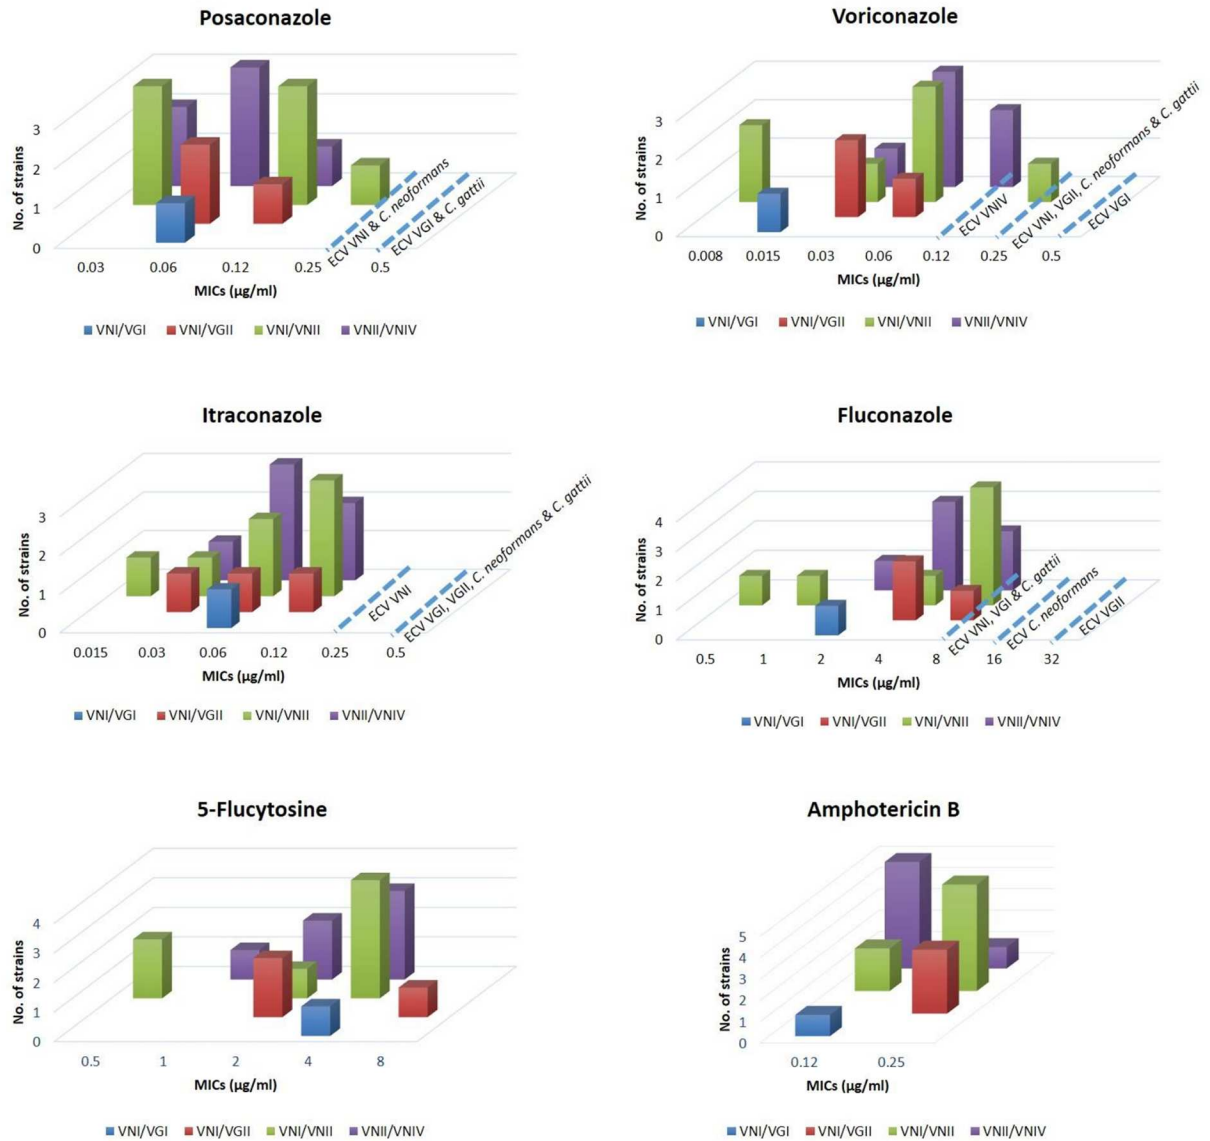 Posaconazole
No. of strains
3
2
1
0
0.03 0.06 0.12 0.25 0.5
MICs (µg/ml)
ECV VNI & C. neoformans
ECV VGI & C. gattii
VNI/VGI VNI/VGII VNI/VNII VNII/VNIV
Voriconazole
No. of strains
3
2
1
0
0.008 0.015 0.03 0.06 0.12 0.25 0.5
MICs (µg/ml)
ECV VNIV
ECV VNI, VGII, C. neoformans & C. gattii
ECV VGI
VNI/VGI VNI/VGII VNI/VNII VNII/VNIV
Itraconazole
No. of strains
3
2
1
0
0.015 0.03 0.06 0.12 0.25 0.5
MICs (µg/ml)
ECV VNI
ECV VGI, VGII, C. neoformans & C. gattii
VNI/VGI VNI/VGII VNI/VNII VNII/VNIV
Fluconazole
No. of strains
4
3
2
1
0
0.5 1 2 4 8 16 32
MICs (µg/ml)
ECV VNI, VGI & C. gattii
ECV C. neoformans
ECV VGII
VNI/VGI VNI/VGII VNI/VNII VNII/VNIV
5-Flucytosine
No. of strains
4
3
2
1
0
0.5 1 2 4 8
MICs (µg/ml)
VNI/VGI VNI/VGII VNI/VNII VNII/VNIV
Amphotericin B
No. of strains
5
4
3
2
1
0
0.12 0.25
MICs (µg/ml)
VNI/VGI VNI/VGII VNI/VNII VNII/VNIV